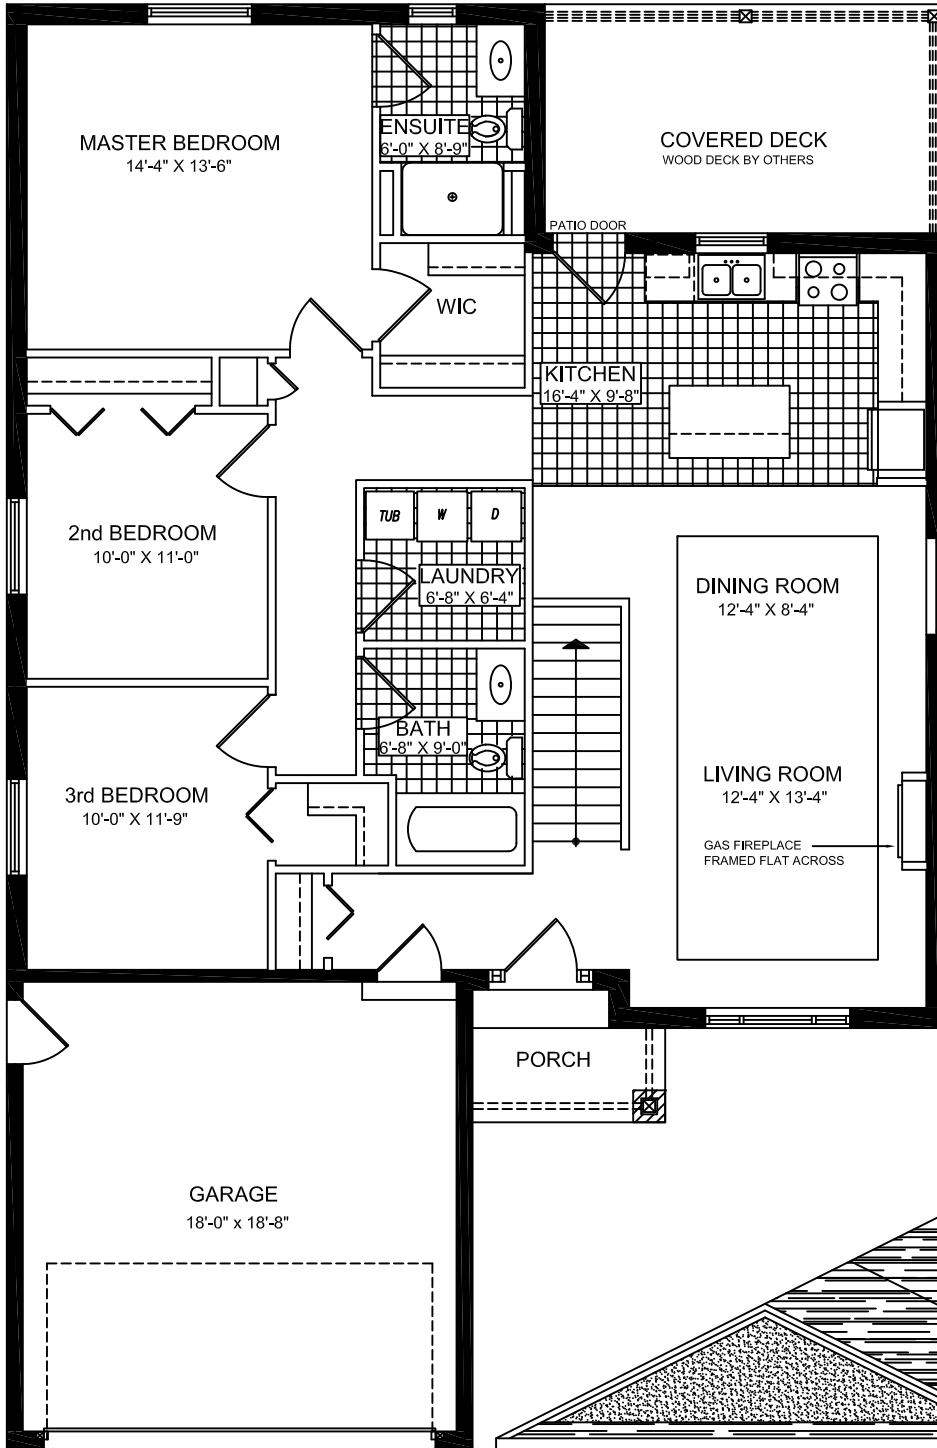 MASTER BEDROOM
14'-4" X 13'-6"
ENSUITE
6'-0" X 8'-9"
COVERED DECK
WOOD DECK BY OTHERS
PATIO DOOR
WIC
KITCHEN
16'-4" X 9'-8"
2nd BEDROOM
10'-0" X 11'-0"
TUB
W
D
LAUNDRY
6'-8" X 6'-4"
DINING ROOM
12'-4" X 8'-4"
BATH
6'-8" X 9'-0"
3rd BEDROOM
10'-0" X 11'-9"
LIVING ROOM
12'-4" X 13'-4"
GAS FIREPLACE
FRAMED FLAT ACROSS
PORCH
GARAGE
18'-0" x 18'-8"